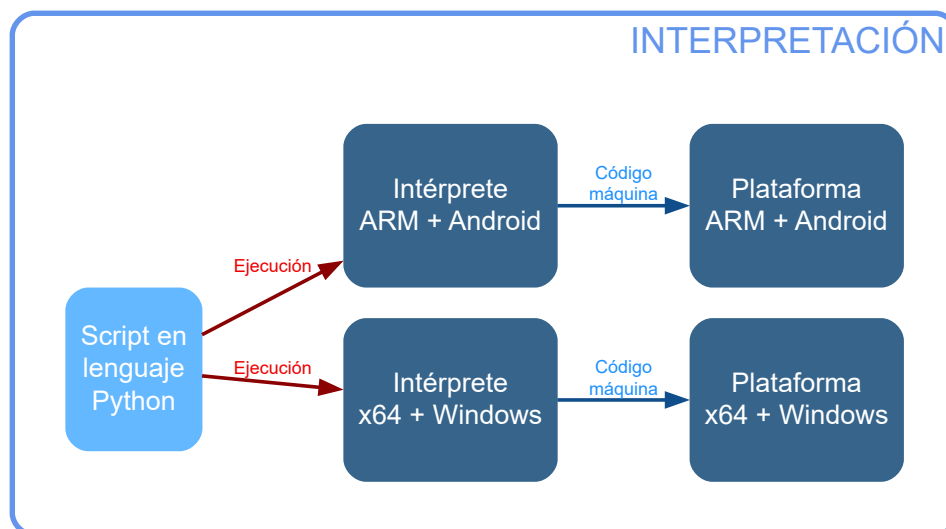 INTERPRETACIÓN
Intérprete
ARM + Android
Código
máquina
Plataforma
ARM + Android
Ejecución
Script en
lenguaje
Python
Ejecución
Intérprete
x64 + Windows
Código
máquina
Plataforma
x64 + Windows